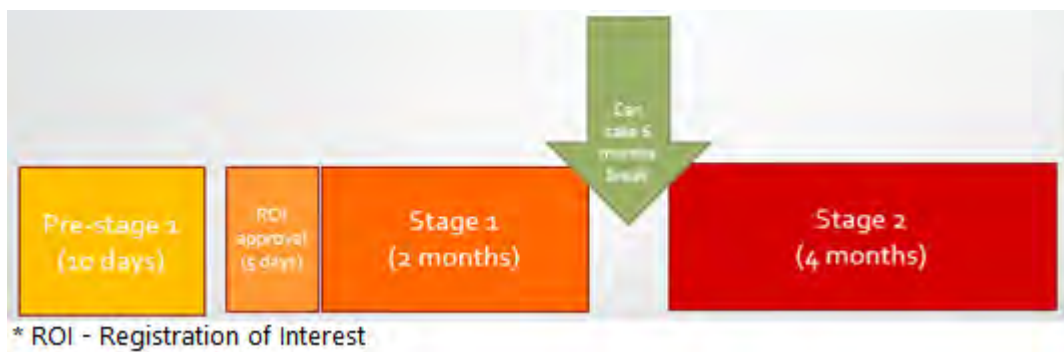 Can
take 6
months
break
Pre-stage 1
(10 days)
ROI
approval
(5 days)
Stage 1
(2 months)
Stage 2
(4 months)
* ROI - Registration of Interest